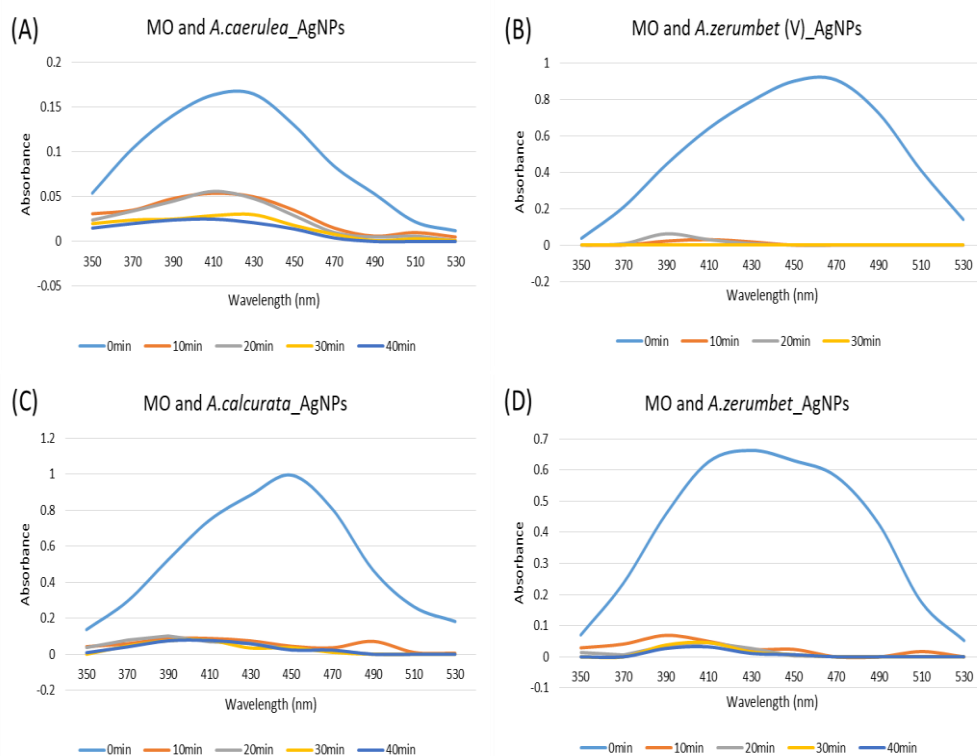 (A)
MO and A.caerulea_AgNPs
0.2
0.15
0.1
0.05
0
-0.05
Absorbance
350 370 390 410 430 450 470 490 510 530
Wavelength (nm)
0min 10min 20min 30min 40min
(B)
MO and A.zerumbet (V)_AgNPs
1
0.8
0.6
0.4
0.2
0
-0.2
Absorbance
350 370 390 410 430 450 470 490 510 530
Wavelength (nm)
0min 10min 20min 30min
(C)
MO and A.calcurata_AgNPs
1.2
1
0.8
0.6
0.4
0.2
0
-0.2
Absorbance
350 370 390 410 430 450 470 490 510 530
Wavelength (nm)
0min 10min 20min 30min 40min
(D)
MO and A.zerumbet_AgNPs
0.7
0.6
0.5
0.4
0.3
0.2
0.1
0
-0.1
Absorbance
350 370 390 410 430 450 470 490 510 530
Wavelength (nm)
0min 10min 20min 30min 40min